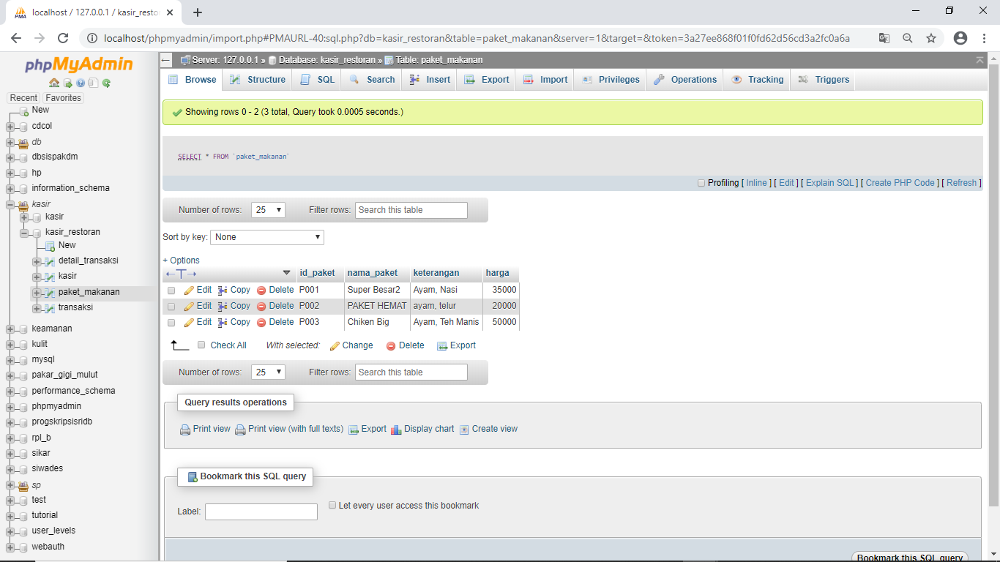 localhost / 127.0.0.1 / kasir_resto
localhost/phpmyadmin/import.php#PMAURL-40:sql.php?db=kasir_restoran&table=paket_makanan&server=1&target=&token=3a27ee868f01f0fd62d56cd3a2fc0a6a
phpMyAdmin
Recent Favorites
New
cdcol
db
dbsispakdm
hp
information_schema
kasir
kasir
kasir_restoran
New
detail_transaksi
kasir
paket_makanan
transaksi
keamanan
kulit
mysql
pakar_gigi_mulut
performance_schema
phpmyadmin
progskripsisridb
rpl_b
sikar
siwades
sp
test
tutorial
user_levels
webauth
Server: 127.0.0.1 » Database: kasir_restoran » Table: paket_makanan
Browse Structure SQL Search Insert Export Import Privileges Operations Tracking Triggers
Showing rows 0 - 2 (3 total, Query took 0.0005 seconds.)
SELECT * FROM `paket_makanan`
Profiling [ Inline ] [ Edit ] [ Explain SQL ] [ Create PHP Code ] [ Refresh ]
Number of rows: 25 Filter rows: Search this table
Sort by key: None
+ Options
←T→ id_paket nama_paket keterangan harga
Edit Copy Delete P001 Super Besar2 Ayam, Nasi 35000
Edit Copy Delete P002 PAKET HEMAT ayam, telur 20000
Edit Copy Delete P003 Chiken Big Ayam, Teh Manis 50000
Check All With selected: Change Delete Export
Number of rows: 25 Filter rows: Search this table
Query results operations
Print view Print view (with full texts) Export Display chart Create view
Bookmark this SQL query
Label: Let every user access this bookmark
Bookmark this SQL query